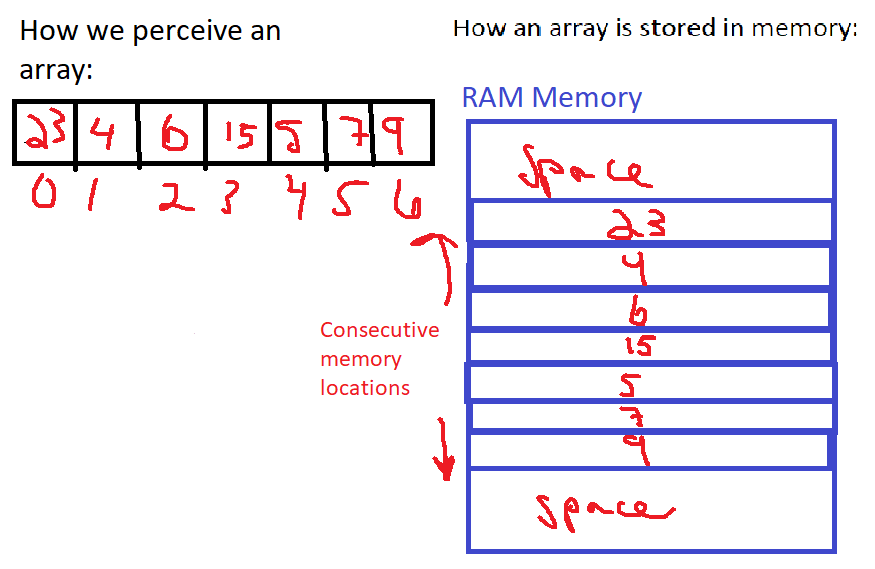 How we perceive an
array:
23 4 6 15 5 7 9
0 1 2 3 4 5 6
Consecutive
memory
locations
How an array is stored in memory:
RAM Memory
Space
23
4
6
15
5
7
9
Space